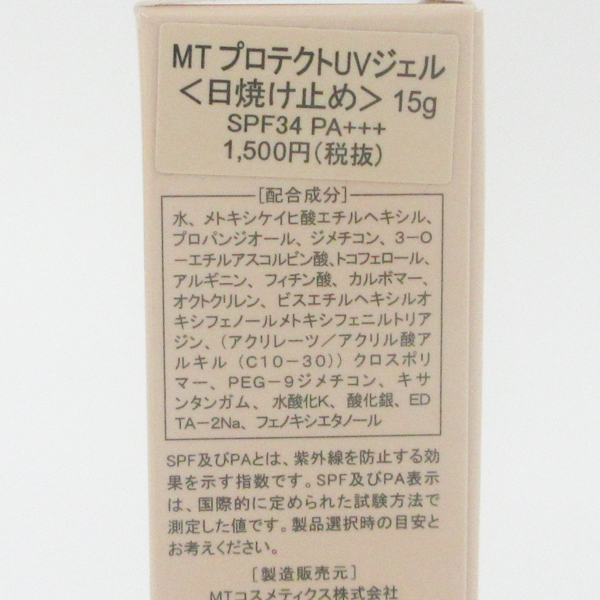 MT プロテクトUVジェル
＜日焼け止め＞ 15g
SPF34 PA+++
1,500円（税抜）
［配合成分］
水、メトキシケイヒ酸エチルヘキシル、
プロパンジオール、ジメチコン、3－O
－エチルアスコルビン酸、トコフェロール、
アルギニン、フィチン酸、カルボマー、
オクトクリレン、ビスエチルヘキシルオ
キシフェノールメトキシフェニルトリア
ジン、（アクリレーツ／アクリル酸ア
ルキル（C10－30））クロスポリ
マー、PEG－9ジメチコン、キサ
ンタンガム、水酸化K、酸化銀、ED
TA－2Na、フェノキシエタノール
SPF及びPAとは、紫外線を防止する効
果を示す指数です。SPF及びPA表示
は、国際的に定められた試験方法で
測定した値です。製品選択時の目安と
お考えください。
［製造販売元］
MTコスメティクス株式会社